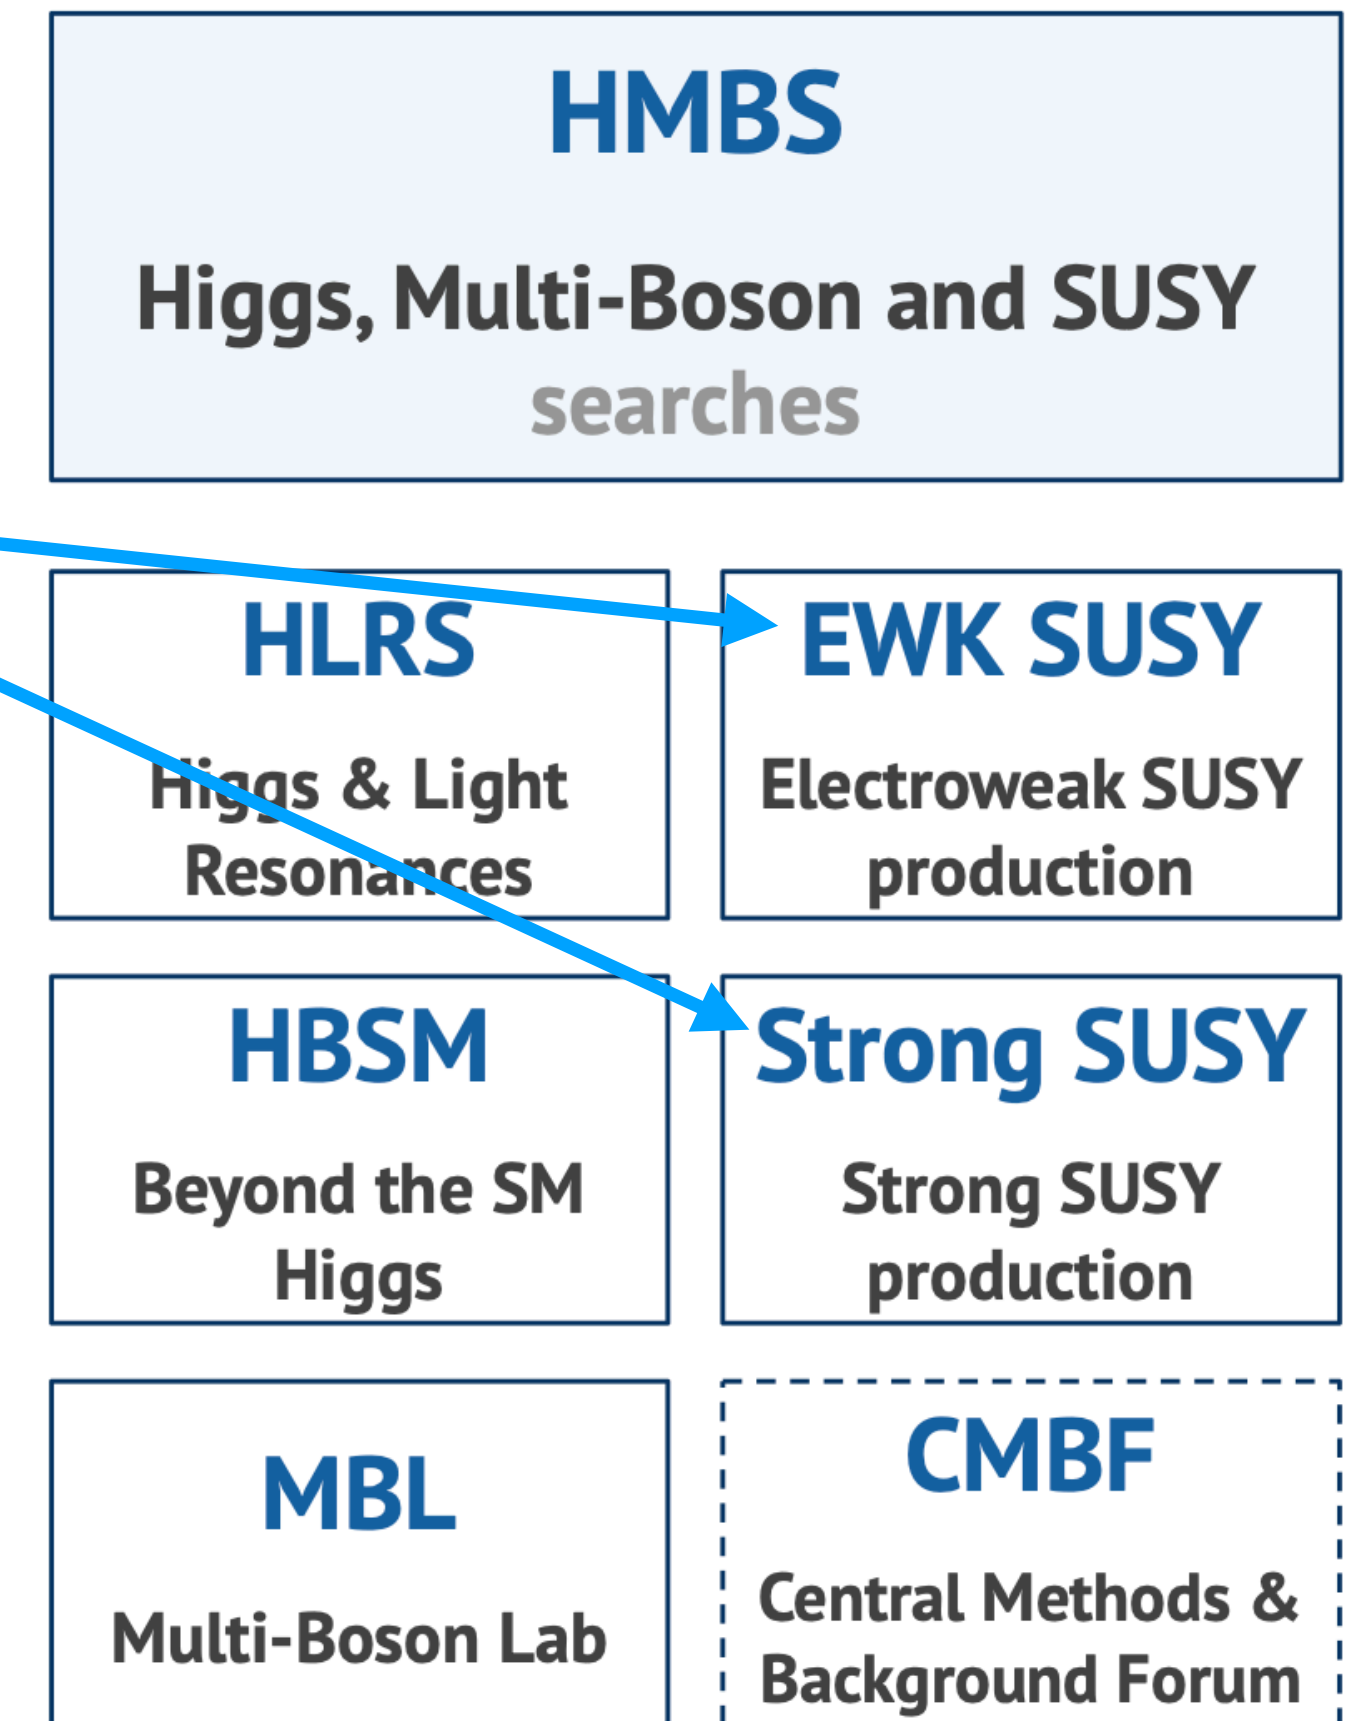 HMBS
Higgs, Multi-Boson and SUSY
searches
HLRS
Higgs & Light
Resonances
EWK SUSY
Electroweak SUSY
production
HBSM
Beyond the SM
Higgs
Strong SUSY
Strong SUSY
production
MBL
Multi-Boson Lab
CMBF
Central Methods &
Background Forum